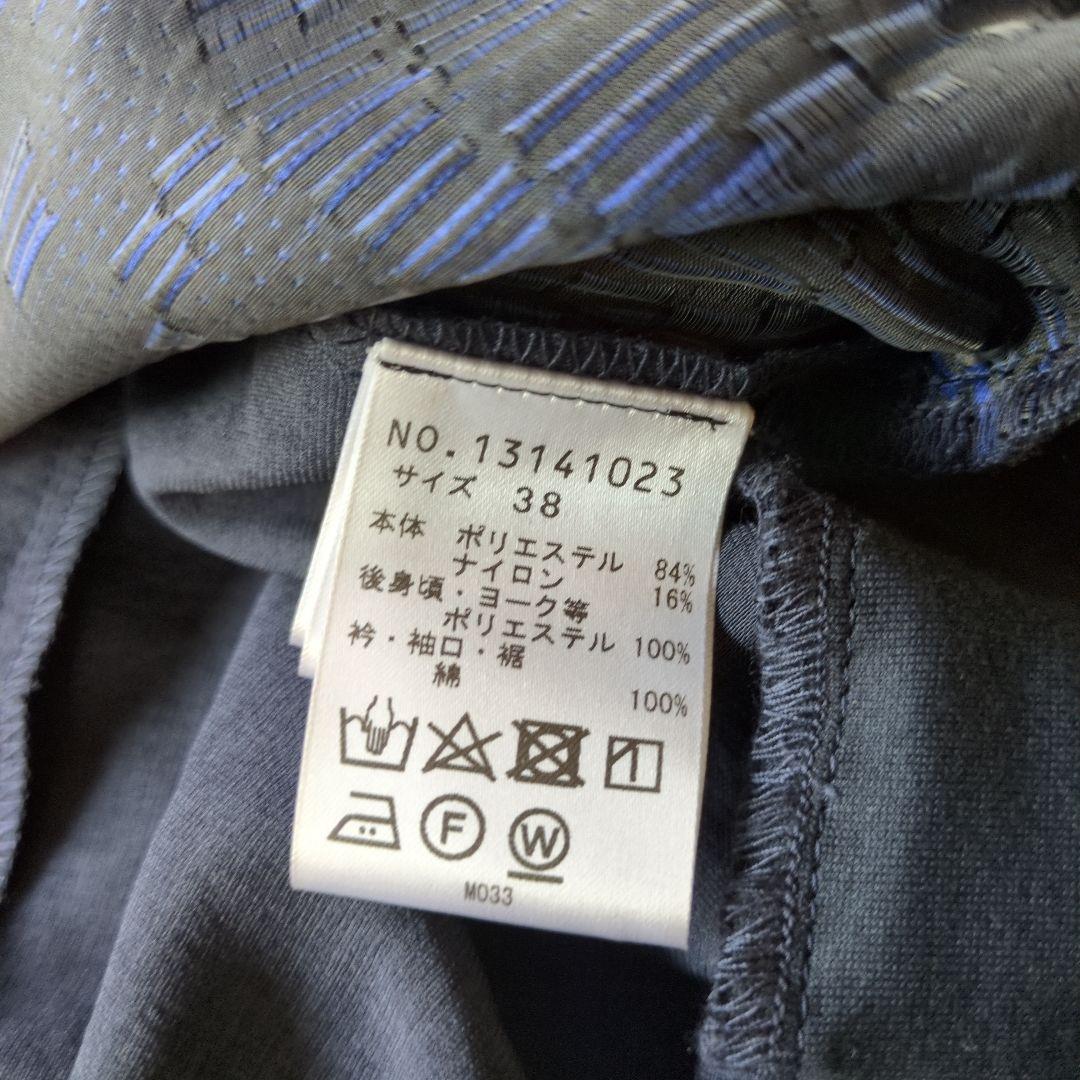 NO.13141023
サイズ 38
本体 ポリエステル 84%
ナイロン 16%
後身頃・ヨーク等
ポリエステル 100%
衿・袖口・裾
綿 100%
1
F W
M033